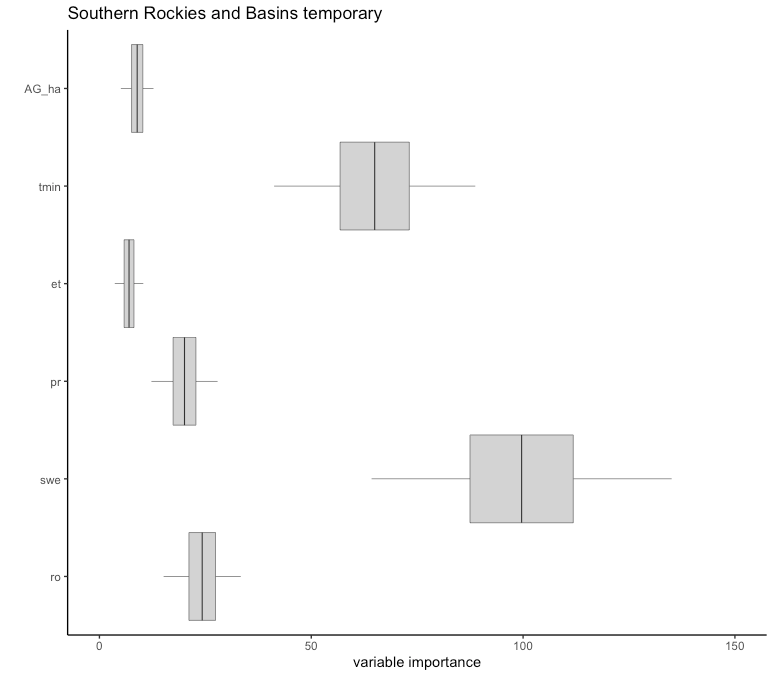 Southern Rockies and Basins temporary
AG_ha
tmin
et
pr
swe
ro
0 50 100 150
variable importance